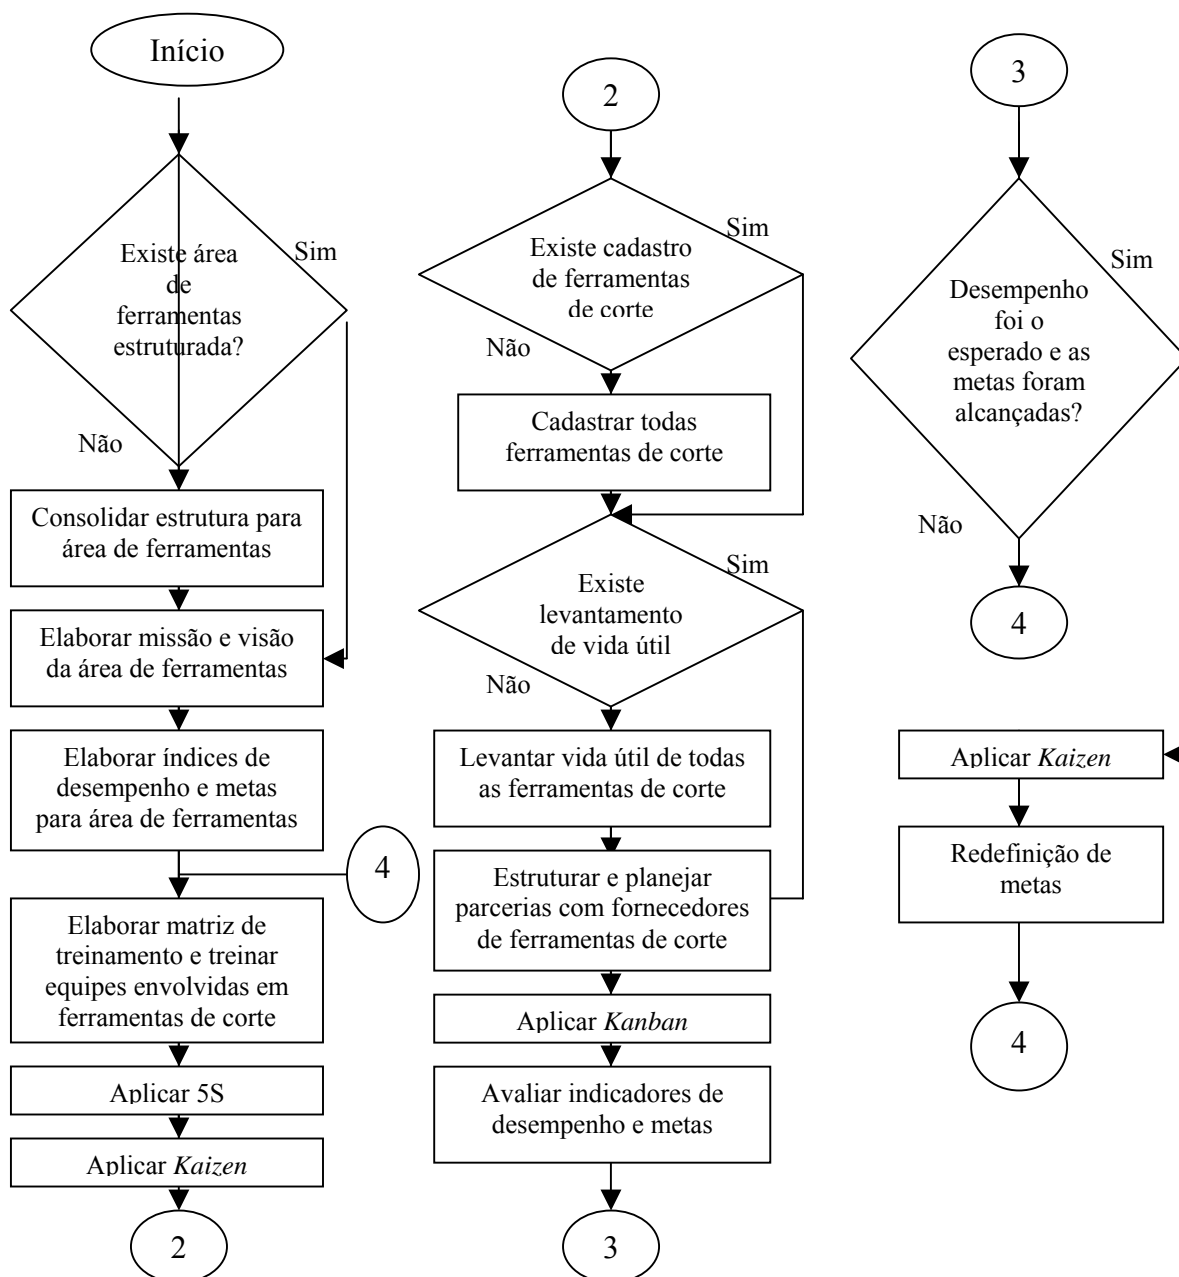 Início
Existe área
de
ferramentas
estruturada?
Sim
Não
Consolidar estrutura para
área de ferramentas
Elaborar missão e visão
da área de ferramentas
Elaborar índices de
desempenho e metas
para área de ferramentas
4
Elaborar matriz de
treinamento e treinar
equipes envolvidas em
ferramentas de corte
Aplicar 5S
Aplicar Kaizen
2
2
Existe cadastro
de ferramentas
de corte
Sim
Não
Cadastrar todas
ferramentas de corte
Existe
levantamento
de vida útil
Sim
Não
Levantar vida útil de todas
as ferramentas de corte
Estruturar e planejar
parcerias com fornecedores
de ferramentas de corte
Aplicar Kanban
Avaliar indicadores de
desempenho e metas
3
3
Desempenho
foi o
esperado e as
metas foram
alcançadas?
Sim
Não
4
Aplicar Kaizen
Redefinição de
metas
4